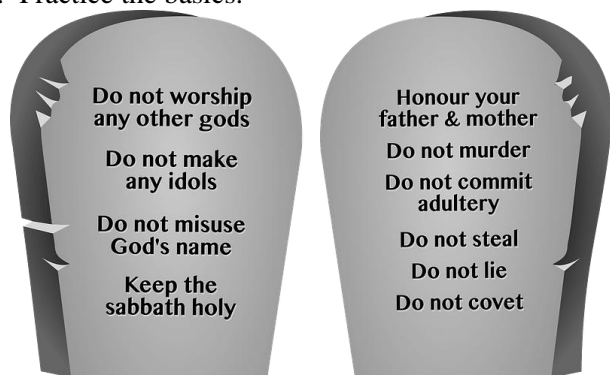 Practice the basics.
Do not worship
any other gods
Do not make
any idols
Do not misuse
God's name
Keep the
sabbath holy
Honour your
father & mother
Do not murder
Do not commit
adultery
Do not steal
Do not lie
Do not covet